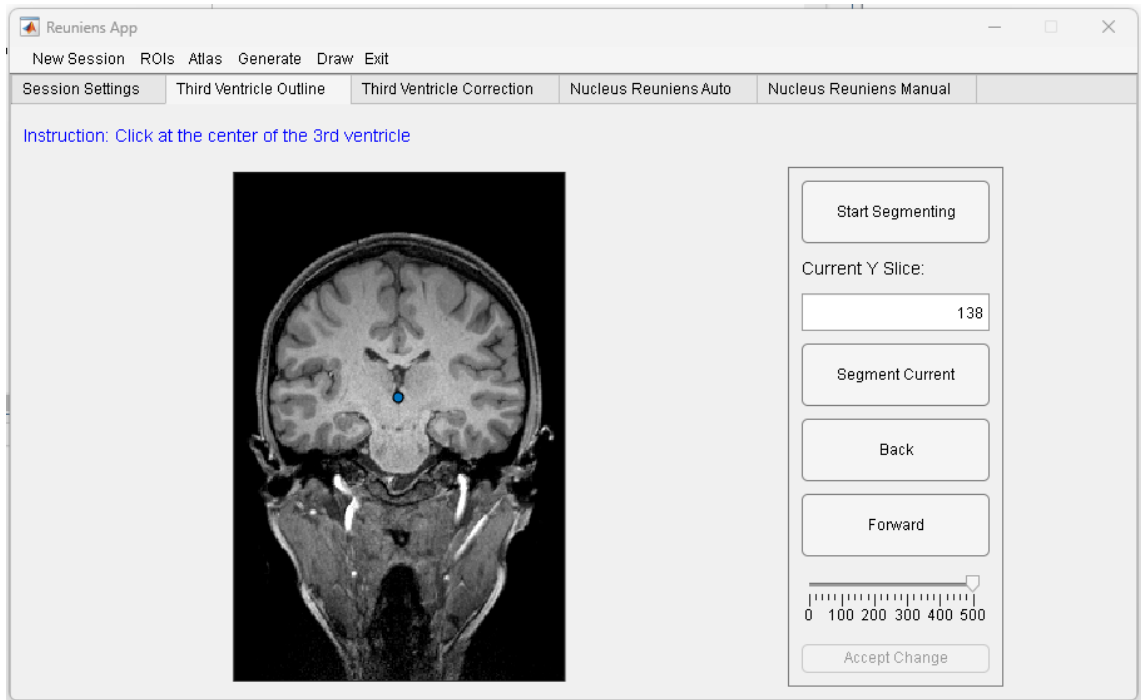 Reuniens App
New Session ROIs Atlas Generate Draw Exit
Session Settings Third Ventricle Outline Third Ventricle Correction Nucleus Reuniens Auto Nucleus Reuniens Manual
Instruction: Click at the center of the 3rd ventricle
Start Segmenting
Current Y Slice:
138
Segment Current
Back
Forward
0 100 200 300 400 500
Accept Change